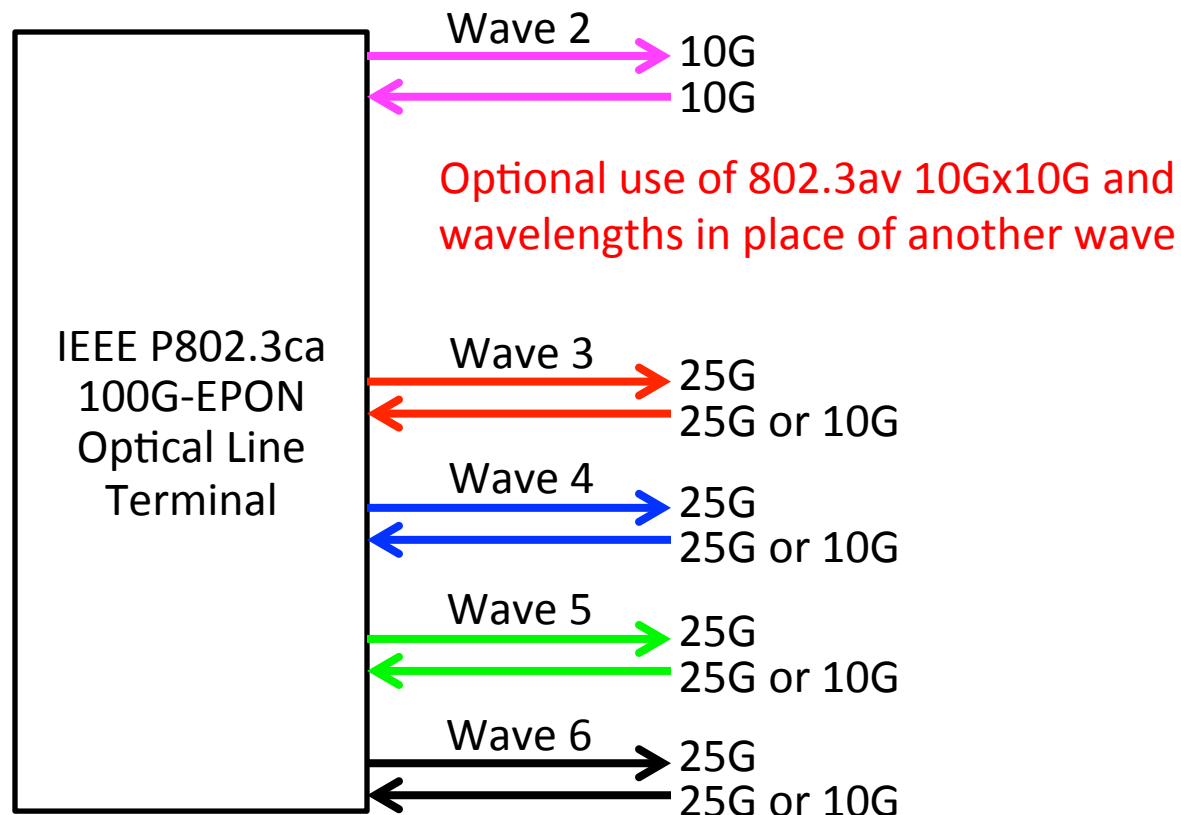 Wave 2
10G
10G
Optional use of 802.3av 10Gx10G and
wavelengths in place of another wave
IEEE P802.3ca
100G-EPON
Optical Line
Terminal
Wave 3
25G
25G or 10G
Wave 4
25G
25G or 10G
Wave 5
25G
25G or 10G
Wave 6
25G
25G or 10G